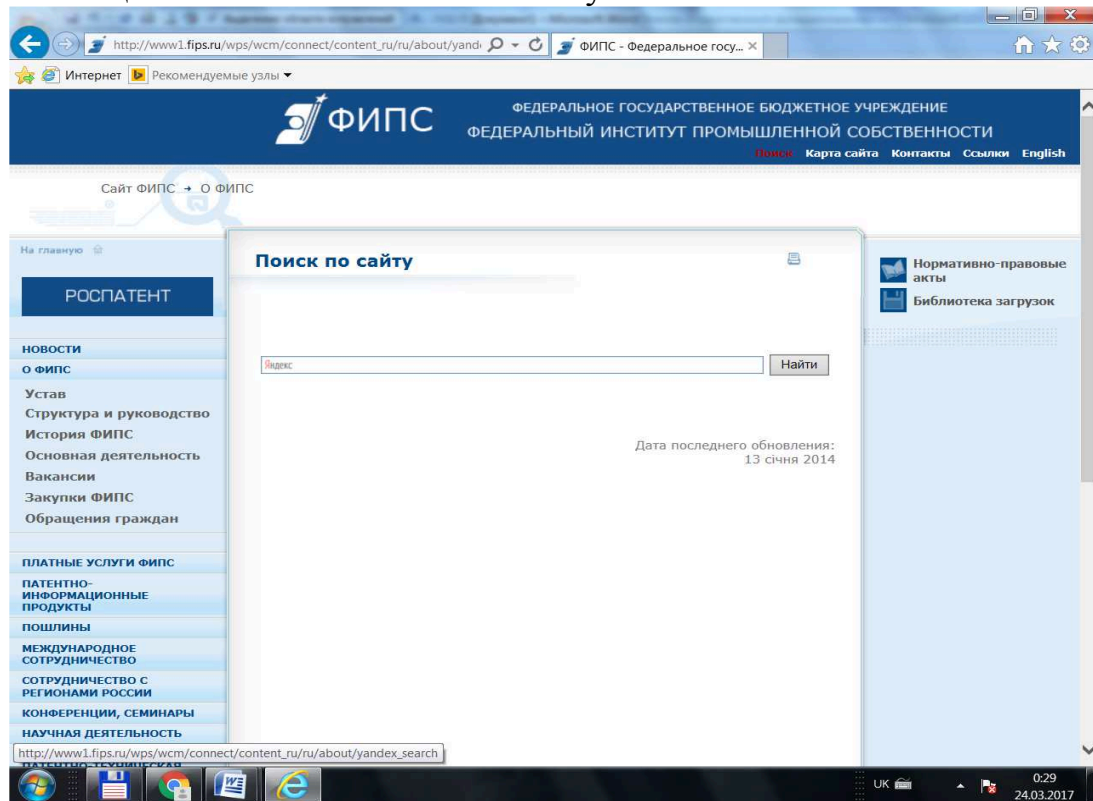 http://www1.fips.ru/wps/wcm/connect/content_ru/ru/about/yand
ФИПС - Федеральное госу...
Интернет
Рекомендуемые узлы
ФИПС
ФЕДЕРАЛЬНОЕ ГОСУДАРСТВЕННОЕ БЮДЖЕТНОЕ УЧРЕЖДЕНИЕ
ФЕДЕРАЛЬНЫЙ ИНСТИТУТ ПРОМЫШЛЕННОЙ СОБСТВЕННОСТИ
Поиск Карта сайта Контакты Ссылки English
Сайт ФИПС → О ФИПС
На главную
РОСПАТЕНТ
НОВОСТИ
О ФИПС
Устав
Структура и руководство
История ФИПС
Основная деятельность
Вакансии
Закупки ФИПС
Обращения граждан
ПЛАТНЫЕ УСЛУГИ ФИПС
ПАТЕНТНО-
ИНФОРМАЦИОННЫЕ
ПРОДУКТЫ
ПОШЛИНЫ
МЕЖДУНАРОДНОЕ
СОТРУДНИЧЕСТВО
СОТРУДНИЧЕСТВО С
РЕГИОНАМИ РОССИИ
КОНФЕРЕНЦИИ, СЕМИНАРЫ
НАУЧНАЯ ДЕЯТЕЛЬНОСТЬ
Поиск по сайту
Яндекс
Найти
Дата последнего обновления:
13 січня 2014
Нормативно-правовые
акты
Библиотека загрузок
http://www1.fips.ru/wps/wcm/connect/content_ru/ru/about/yandex_search
UK
0:29
24.03.2017